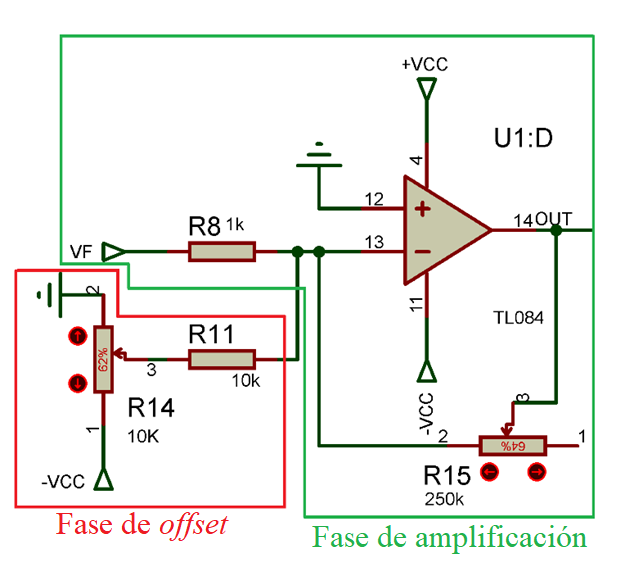 +VCC
U1:D
4
12
R8 1k
14 OUT
VF
13
2
11
TL084
R11
62%
3
10k
R14
-VCC
3
10K
1
2
64%
1
-VCC
R15
250k
Fase de offset
Fase de amplificación